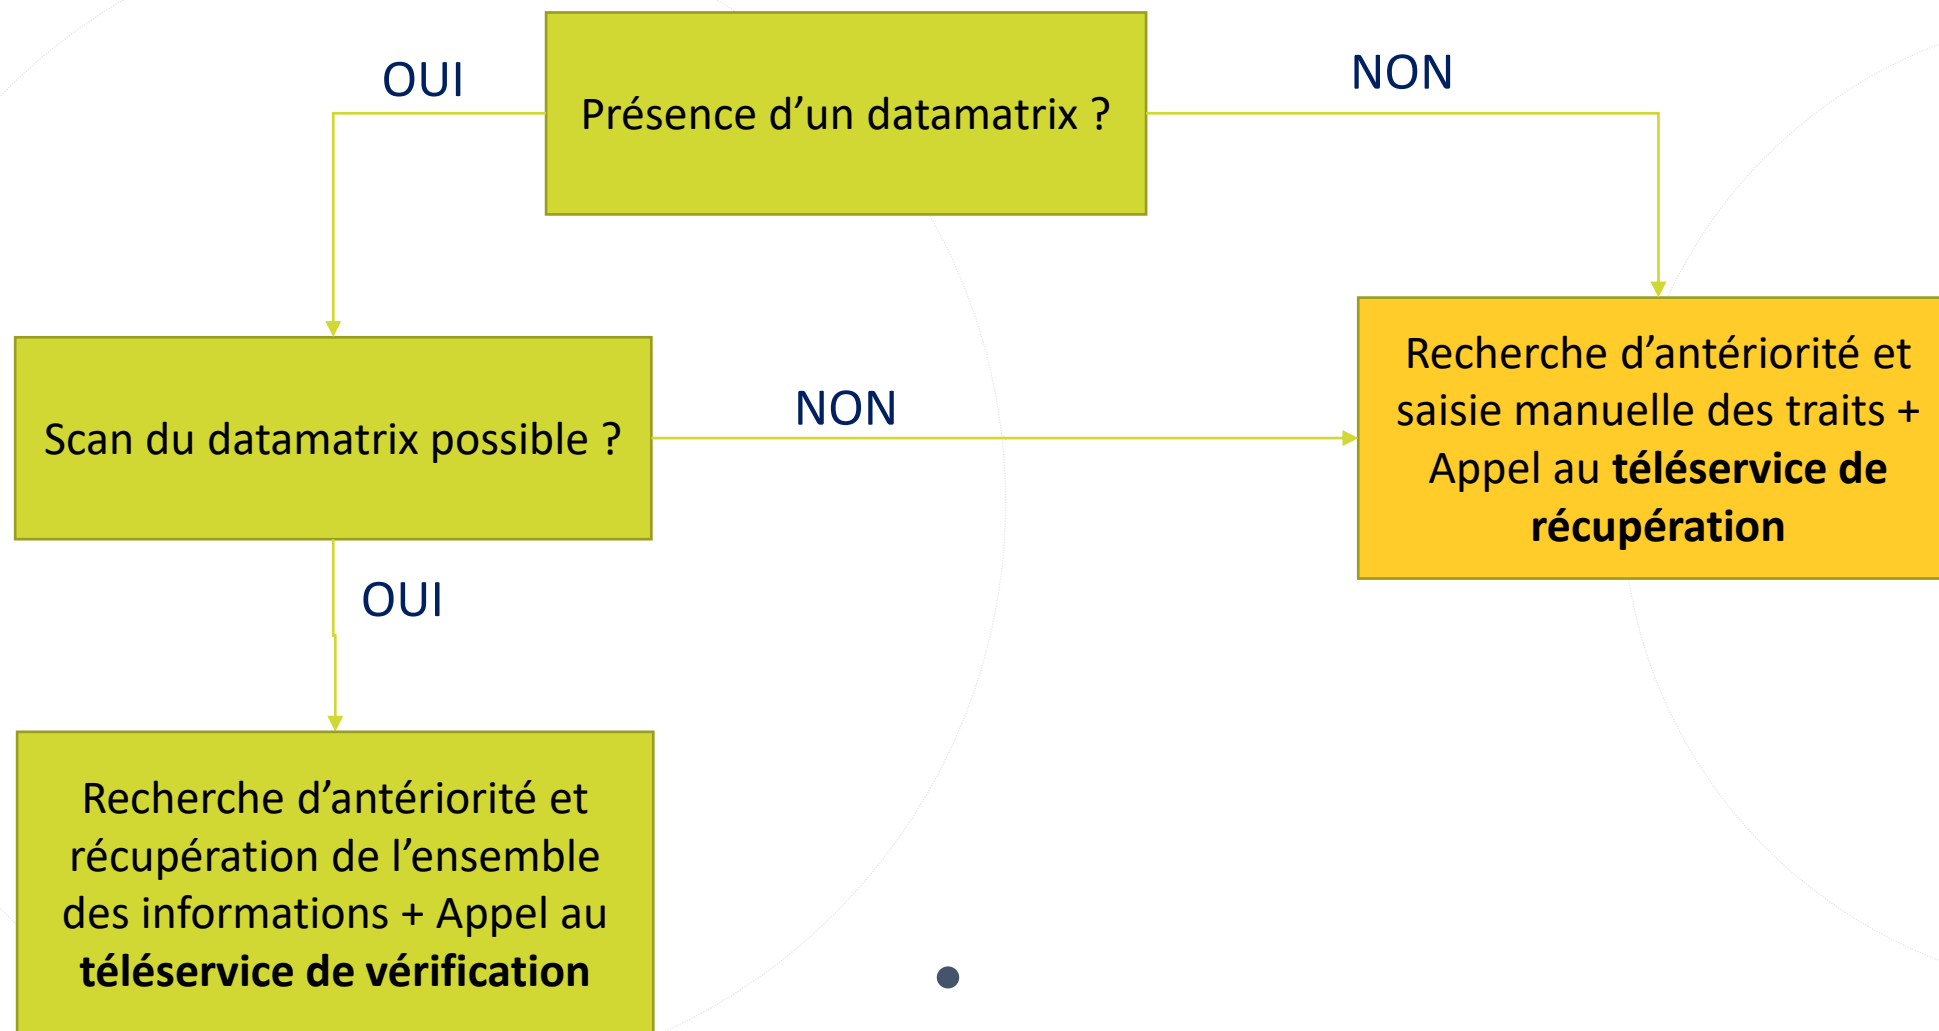 OUI
Présence d’un datamatrix ?
NON
Scan du datamatrix possible ?
NON
Recherche d’antériorité et
saisie manuelle des traits +
Appel au téléservice de
récupération
OUI
Recherche d’antériorité et
récupération de l’ensemble
des informations + Appel au
téléservice de vérification